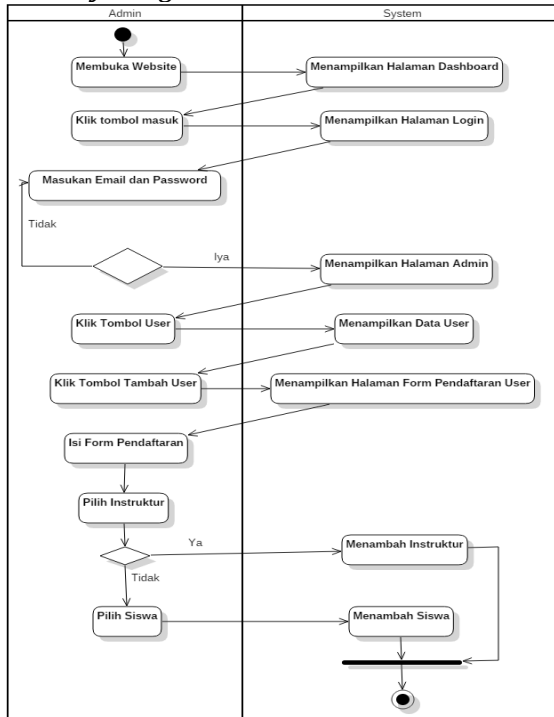 Admin System
Membuka Website Menampilkan Halaman Dashboard
Klik tombol masuk Menampilkan Halaman Login
Masukan Email dan Password
Tidak
Iya
Menampilkan Halaman Admin
Klik Tombol User Menampilkan Data User
Klik Tombol Tambah User Menampilkan Halaman Form Pendaftaran User
Isi Form Pendaftaran
Pilih Instruktur
Ya
Menambah Instruktur
Tidak
Pilih Siswa Menambah Siswa